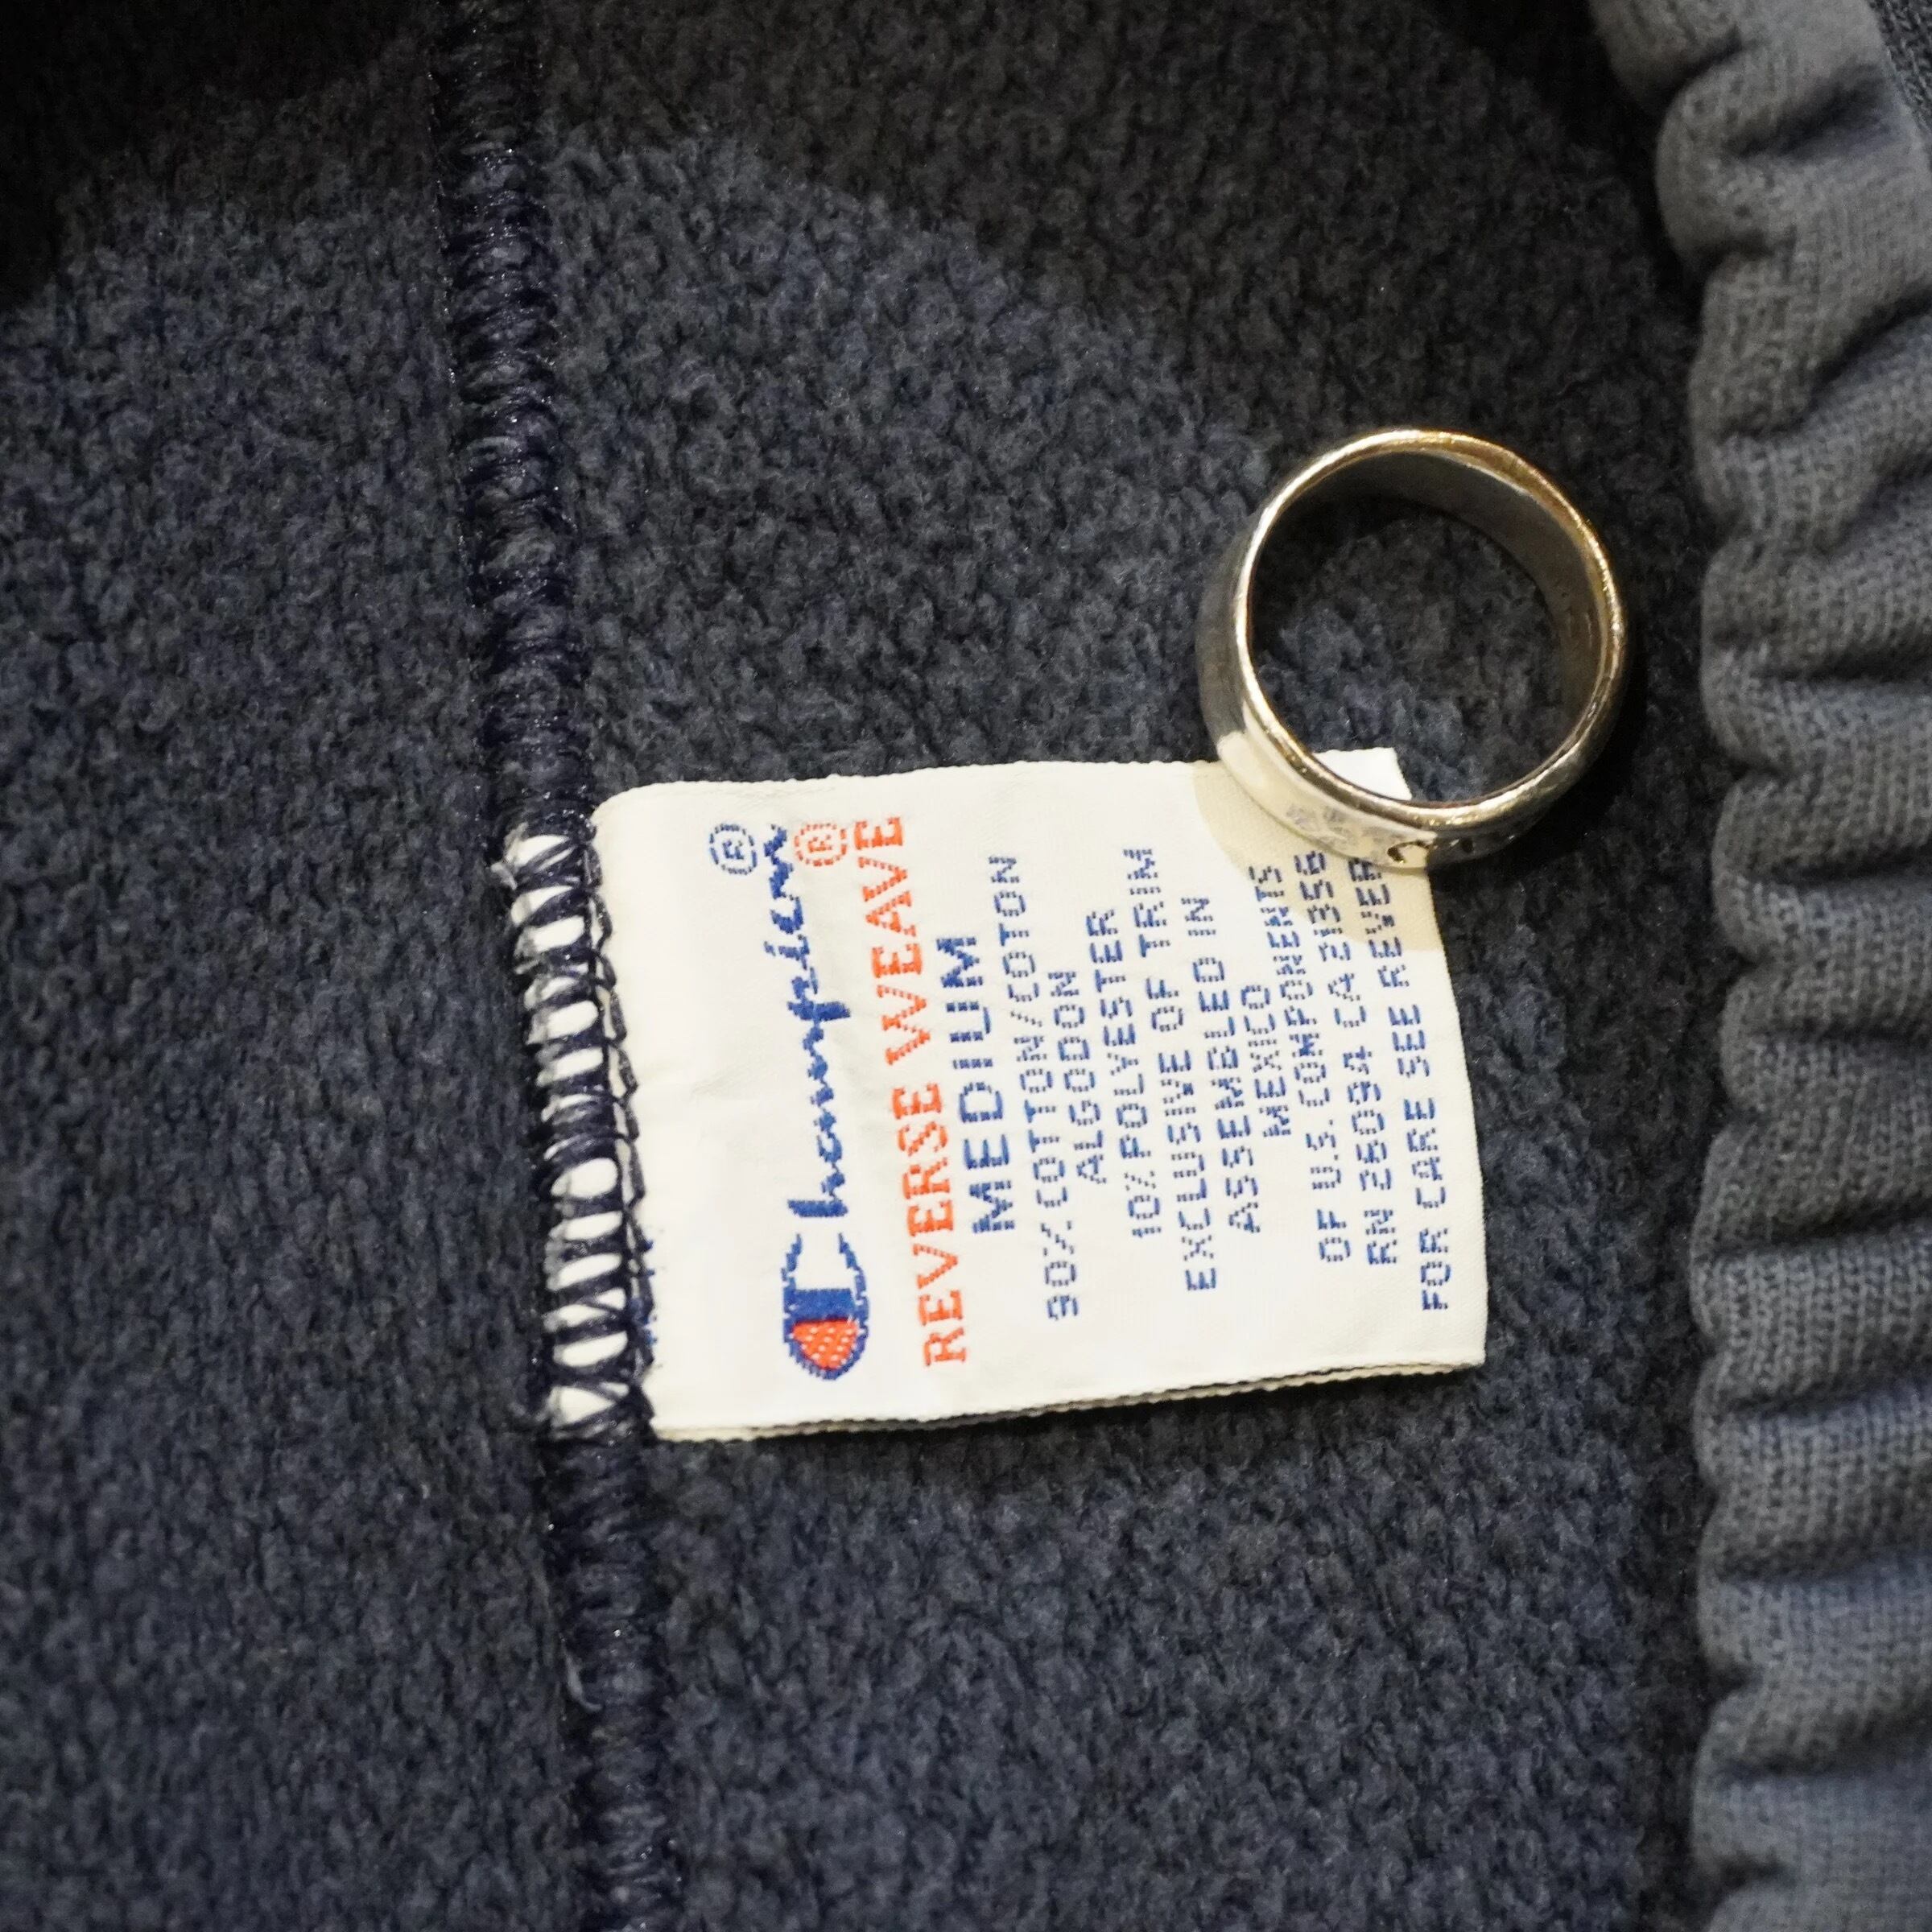 Champion®
REVERSE WEAVE®
MEDIUM
90% COTTON/COTON
ALGODON
10% POLYESTER
EXCLUSIVE OF TRIM
ASSEMBLED IN
MEXICO
OF U.S. COMPONENTS
RN 26094 CA 21356
FOR CARE SEE REVER